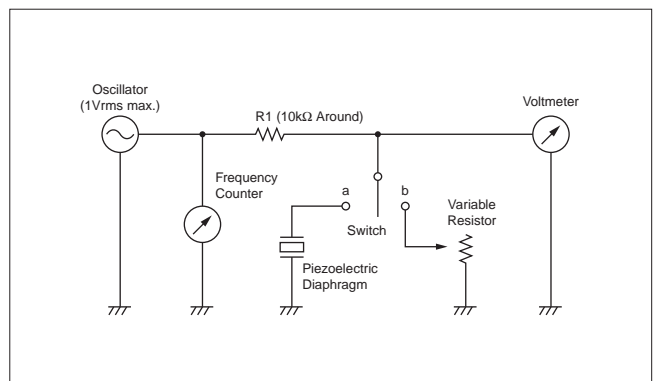 Oscillator
(1Vrms max.)
R1 (10kΩ Around)
Voltmeter
Frequency
Counter
a
b
Switch
Variable
Resistor
Piezoelectric
Diaphragm